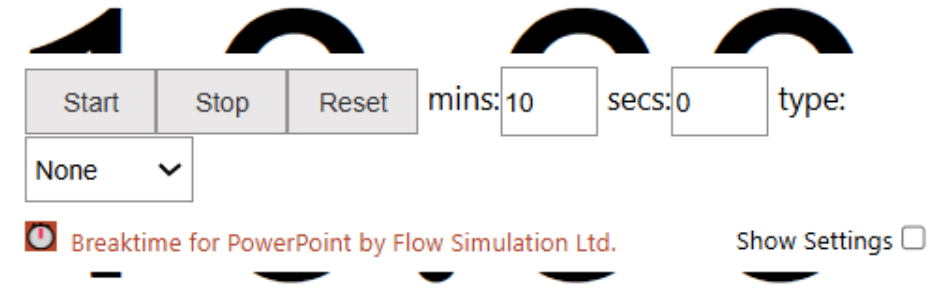 Start Stop Reset mins: 10 secs: 0 type:
None
Breaktime for PowerPoint by Flow Simulation Ltd. Show Settings